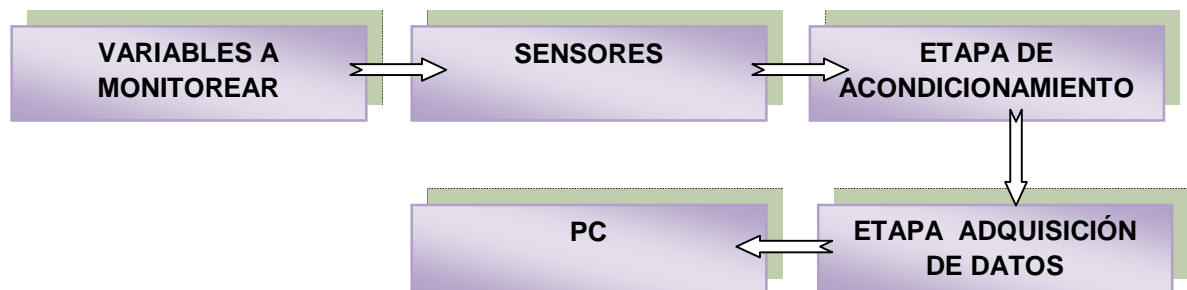 VARIABLES A
MONITOREAR
SENSORES
ETAPA DE
ACONDICIONAMIENTO
PC
ETAPA ADQUISICIÓN
DE DATOS